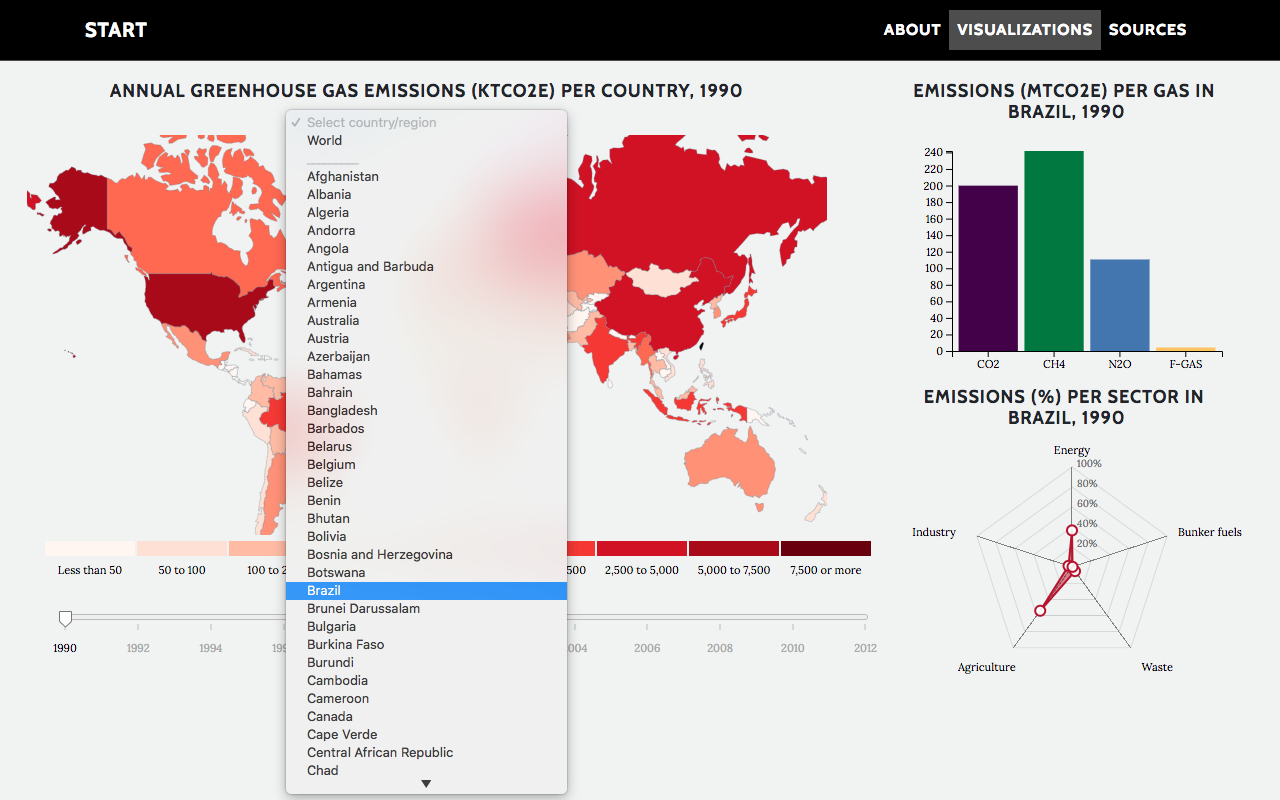 START
ABOUT
VISUALIZATIONS
SOURCES
ANNUAL GREENHOUSE GAS EMISSIONS (KTCO2E) PER COUNTRY, 1990
✓ Select country/region
World
Afghanistan
Albania
Algeria
Andorra
Angola
Antigua and Barbuda
Argentina
Armenia
Australia
Austria
Azerbaijan
Bahamas
Bahrain
Bangladesh
Barbados
Belarus
Belgium
Belize
Benin
Bhutan
Bolivia
Bosnia and Herzegovina
Botswana
Brazil
Brunei Darussalam
Bulgaria
Burkina Faso
Burundi
Cambodia
Cameroon
Canada
Cape Verde
Central African Republic
Chad
Less than 50
50 to 100
100 to 2
500
2,500 to 5,000
5,000 to 7,500
7,500 or more
1990
1992
1994
199
004
2006
2008
2010
2012
EMISSIONS (MTCO2E) PER GAS IN
BRAZIL, 1990
240
220
200
180
160
140
120
100
80
60
40
20
0
CO2
CH4
N2O
F-GAS
EMISSIONS (%) PER SECTOR IN
BRAZIL, 1990
Energy
100%
80%
60%
40%
20%
Industry
Bunker fuels
Agriculture
Waste